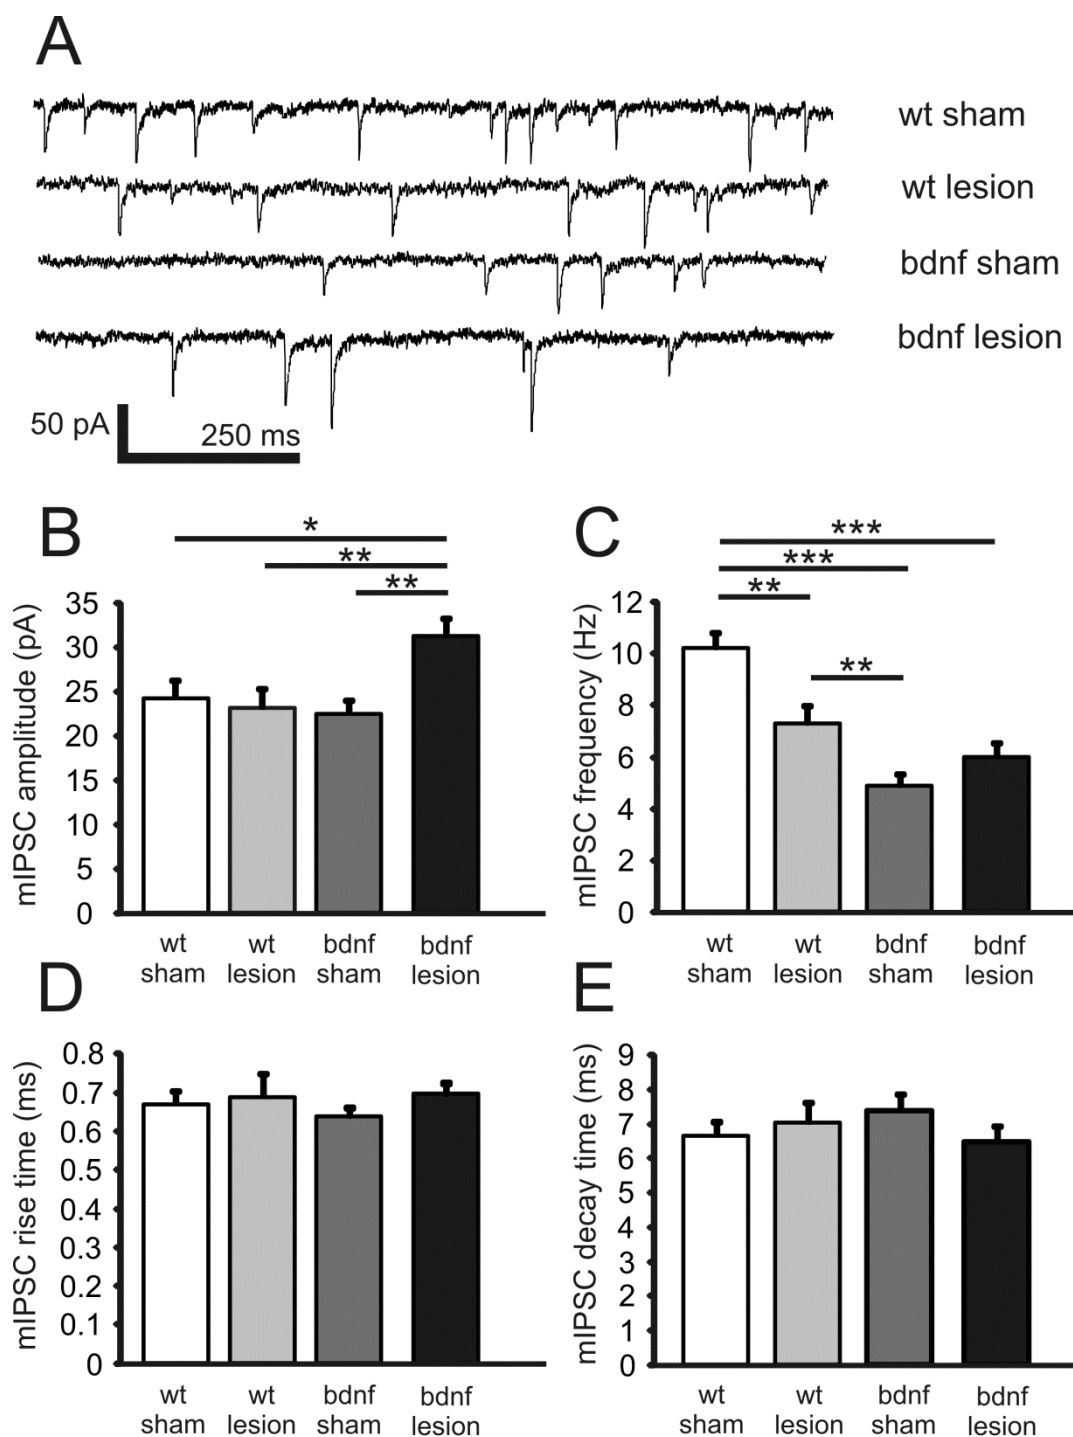 A
wt sham
wt lesion
bdnf sham
bdnf lesion
50 pA
250 ms
B
*
**
**
mIPSC amplitude (pA)
35
30
25
20
15
10
5
0
wt sham
wt lesion
bdnf sham
bdnf lesion
C
***
***
**
**
mIPSC frequency (Hz)
12
10
8
6
4
2
0
wt sham
wt lesion
bdnf sham
bdnf lesion
D
mIPSC rise time (ms)
0.8
0.7
0.6
0.5
0.4
0.3
0.2
0.1
0
wt sham
wt lesion
bdnf sham
bdnf lesion
E
mIPSC decay time (ms)
9
8
7
6
5
4
3
2
1
0
wt sham
wt lesion
bdnf sham
bdnf lesion